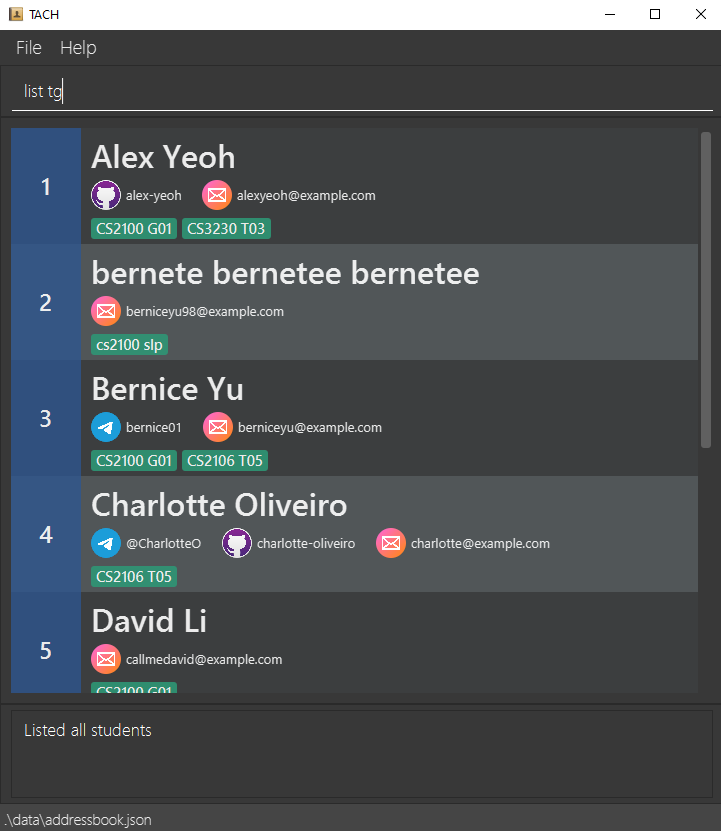 TACH
File Help
list tg
1
Alex Yeoh
alex-yeoh alexyeoh@example.com
CS2100 G01 CS3230 T03
2
bernete bernetee bernetee
berniceyu98@example.com
cs2100 slp
3
Bernice Yu
bernice01 berniceyu@example.com
CS2100 G01 CS2106 T05
4
Charlotte Oliveiro
@CharlotteO charlotte-oliveiro charlotte@example.com
CS2106 T05
5
David Li
callmedavid@example.com
CS2100 G01
Listed all students
.\data\addressbook.json